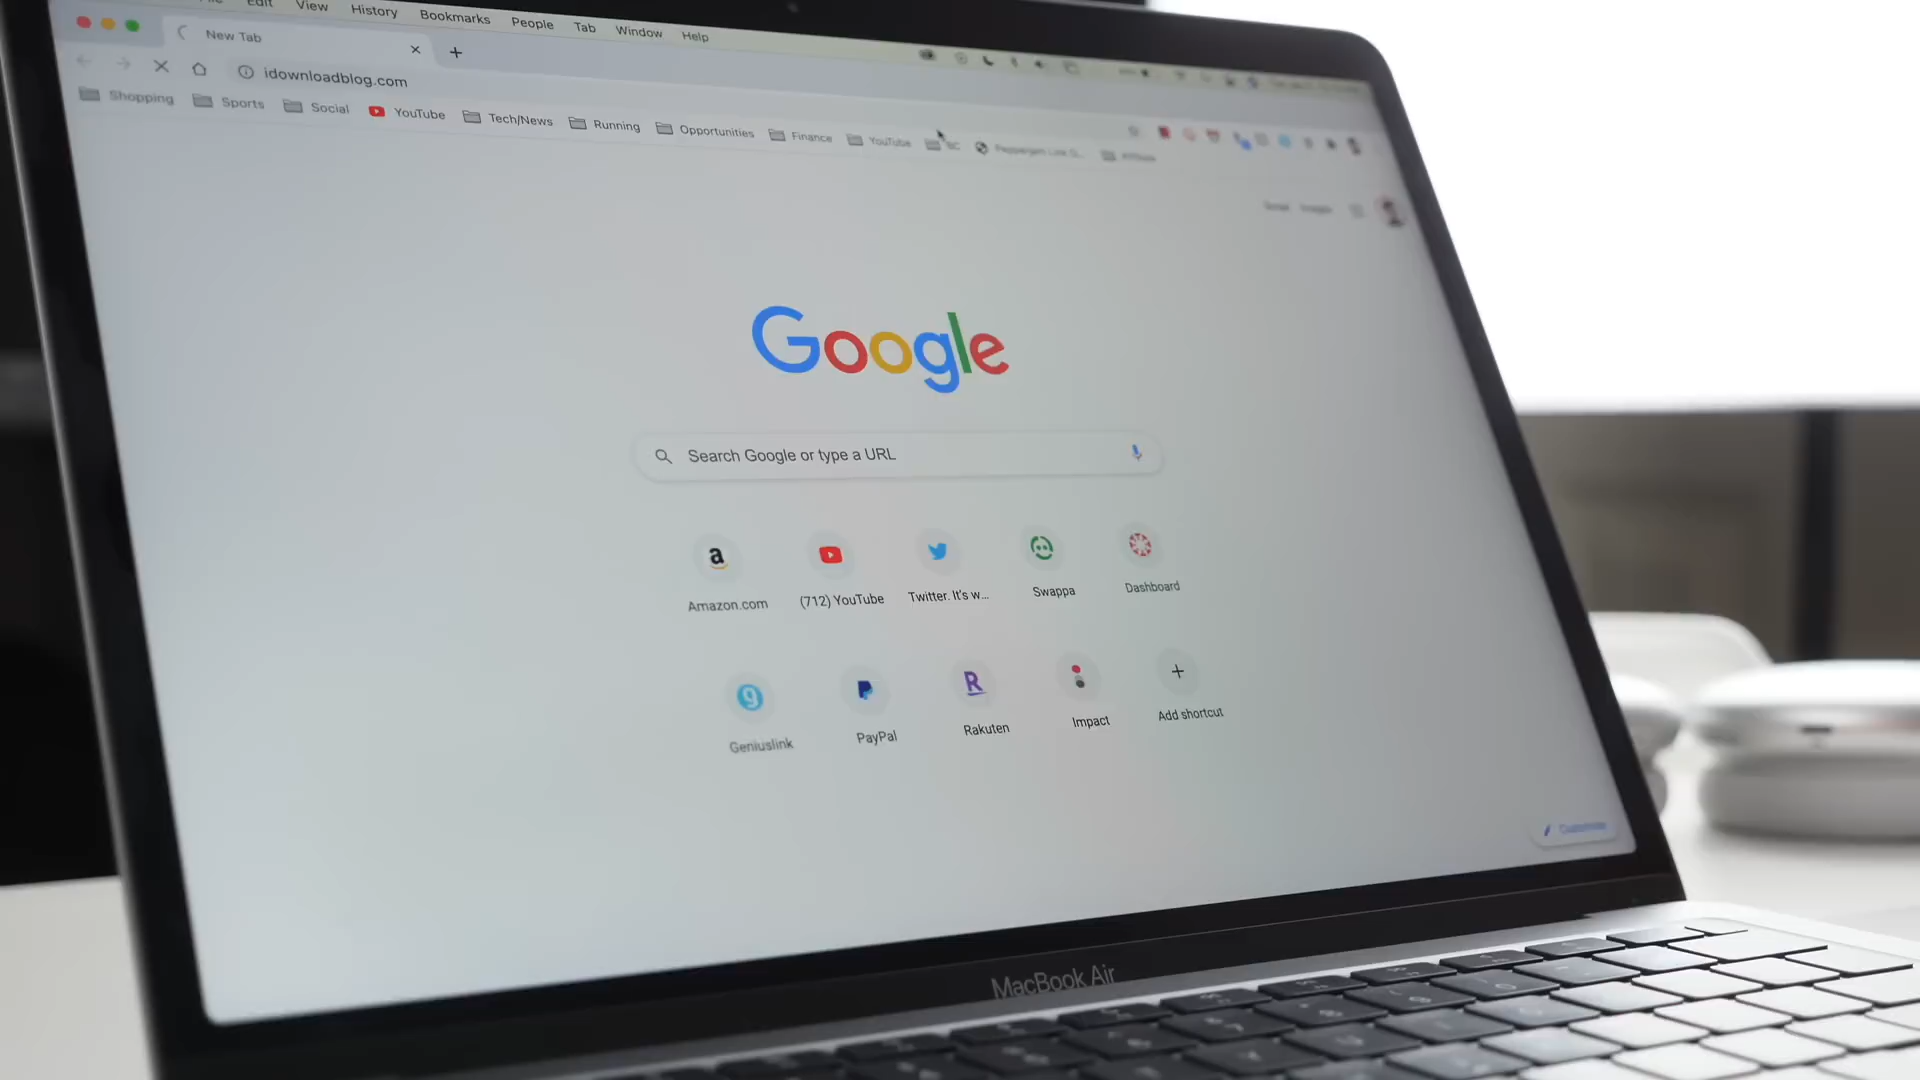 Edit View History Bookmarks People Tab Window Help
New Tab
idownloadblog.com
Shopping Sports Social YouTube Tech/News Running Opportunities Finance YouTube
Google
Search Google or type a URL
Amazon.com (712) YouTube Twitter. It's w... Swappa Dashboard
Geniuslink PayPal Rakuten Impact Add shortcut
MacBook Air